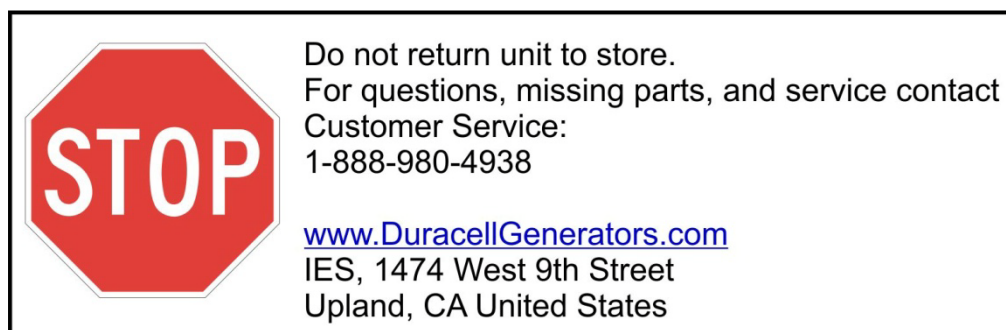 STOP
Do not return unit to store.
For questions, missing parts, and service contact
Customer Service:
1-888-980-4938
www.DuracellGenerators.com
IES, 1474 West 9th Street
Upland, CA United States